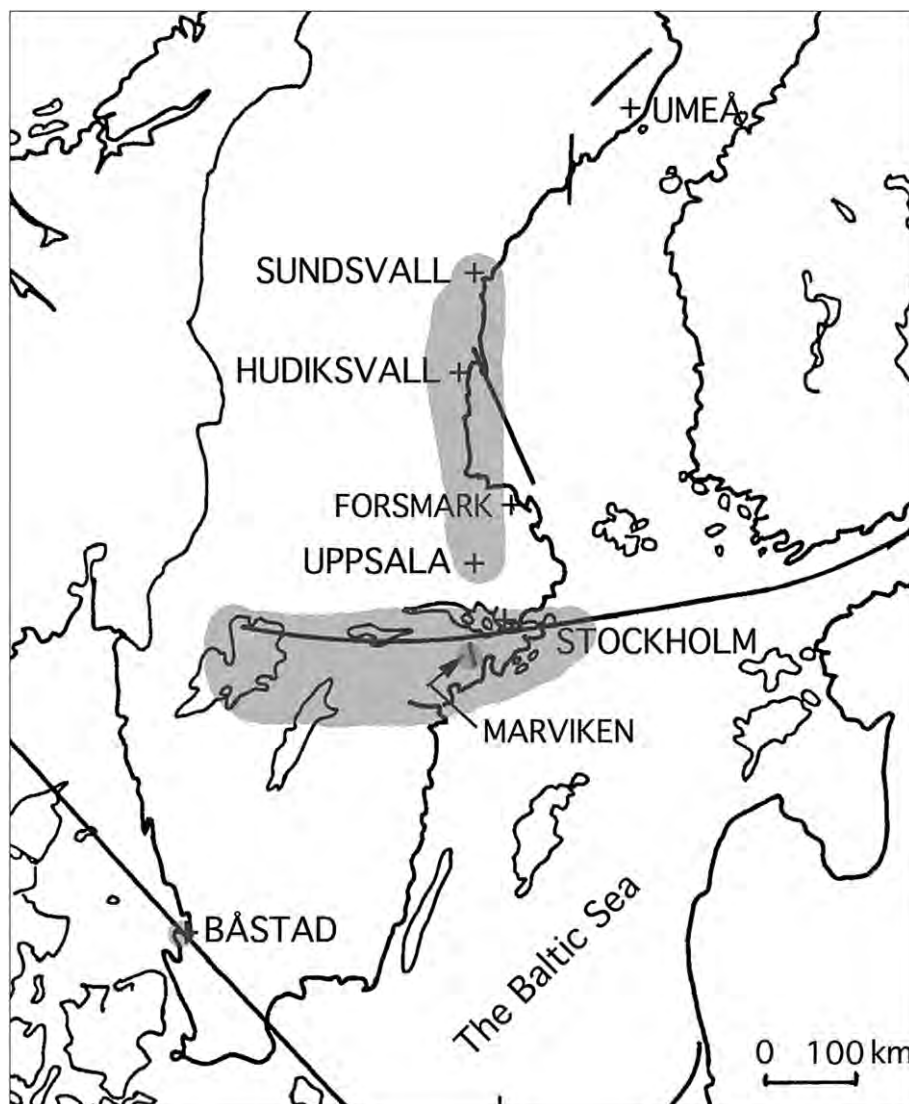 UMEÅ
SUNDSVALL
HUDIKSVALL
FORSMARK
UPPSALA
STOCKHOLM
MARVIKEN
BÅSTAD
The Baltic Sea
0 100 km